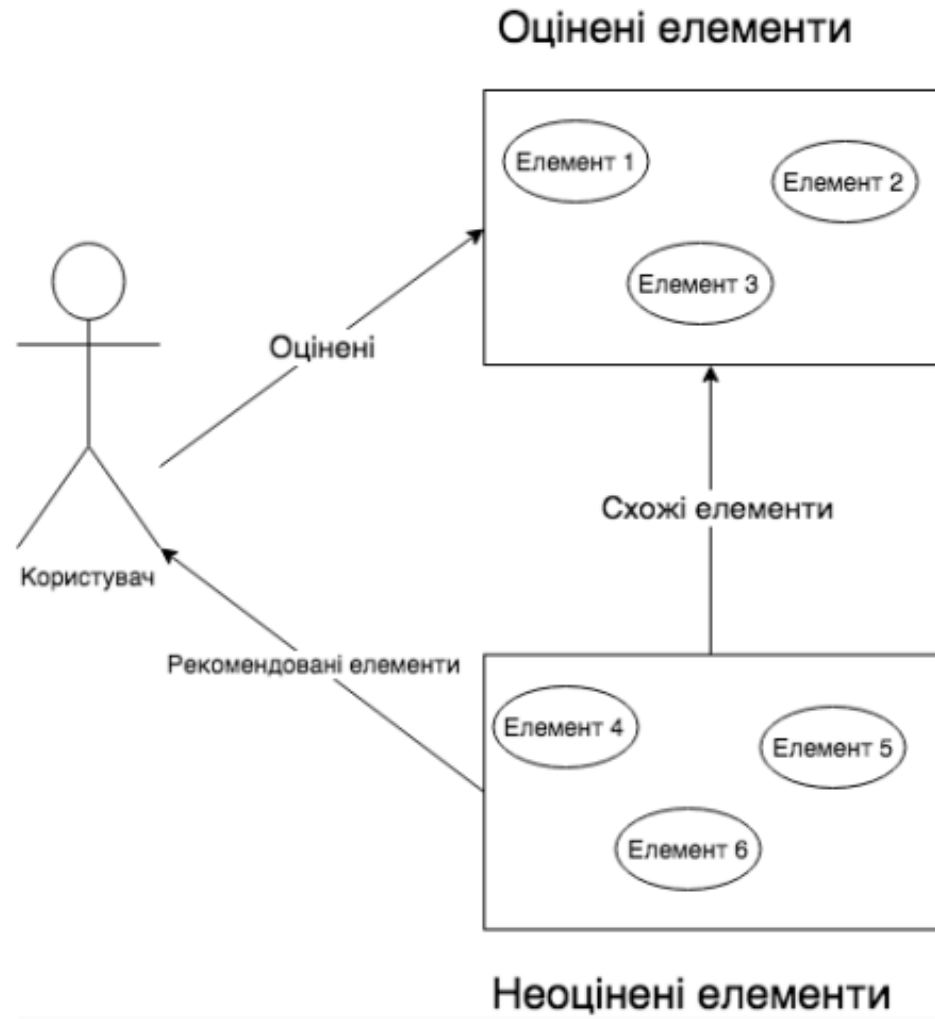 Оцінені елементи
Елемент 1
Елемент 2
Елемент 3
Оцінені
Схожі елементи
Користувач
Рекомендовані елементи
Елемент 4
Елемент 5
Елемент 6
Неоцінені елементи